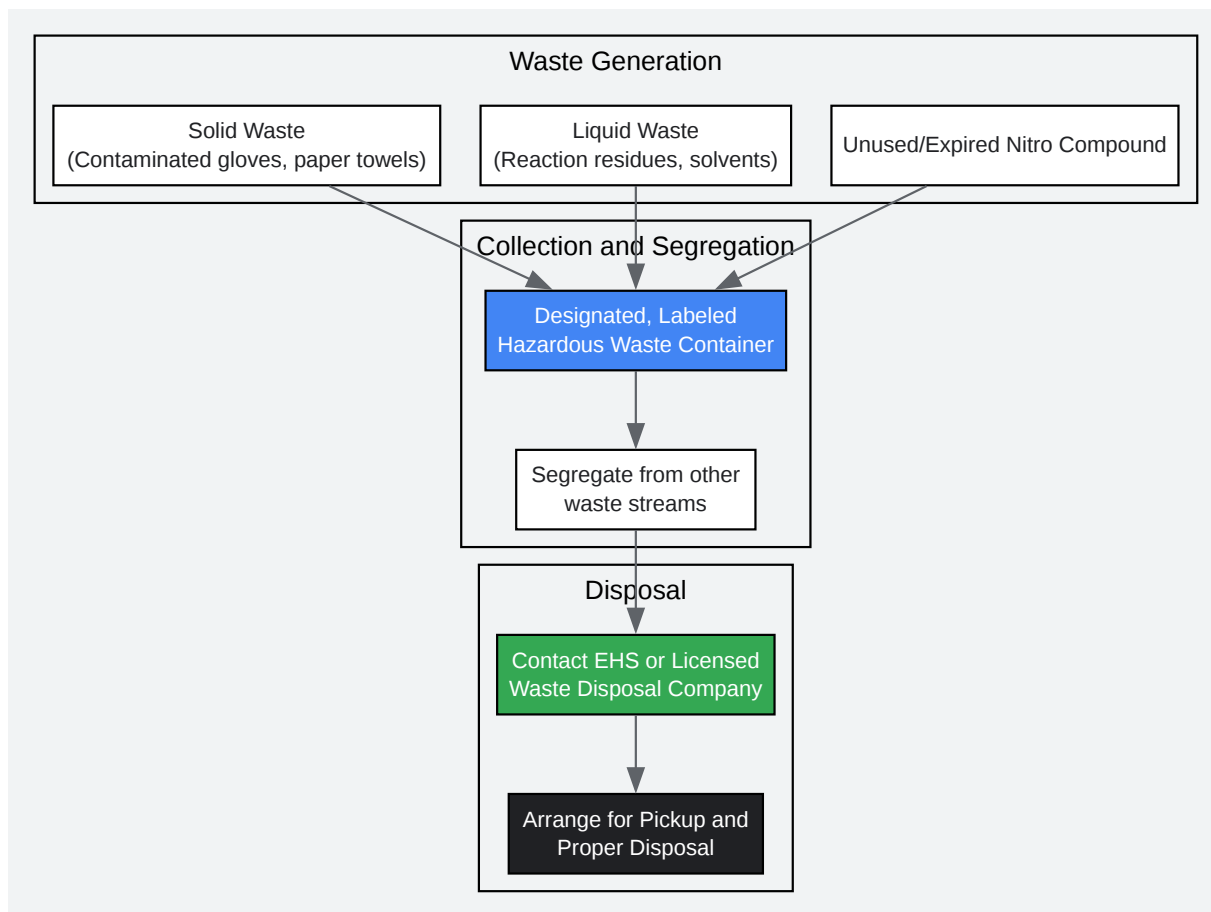 Waste Generation
Solid Waste
(Contaminated gloves, paper towels)
Liquid Waste
(Reaction residues, solvents)
Unused/Expired Nitro Compound
Collection and Segregation
Designated, Labeled
Hazardous Waste Container
Segregate from other
waste streams
Disposal
Contact EHS or Licensed
Waste Disposal Company
Arrange for Pickup and
Proper Disposal